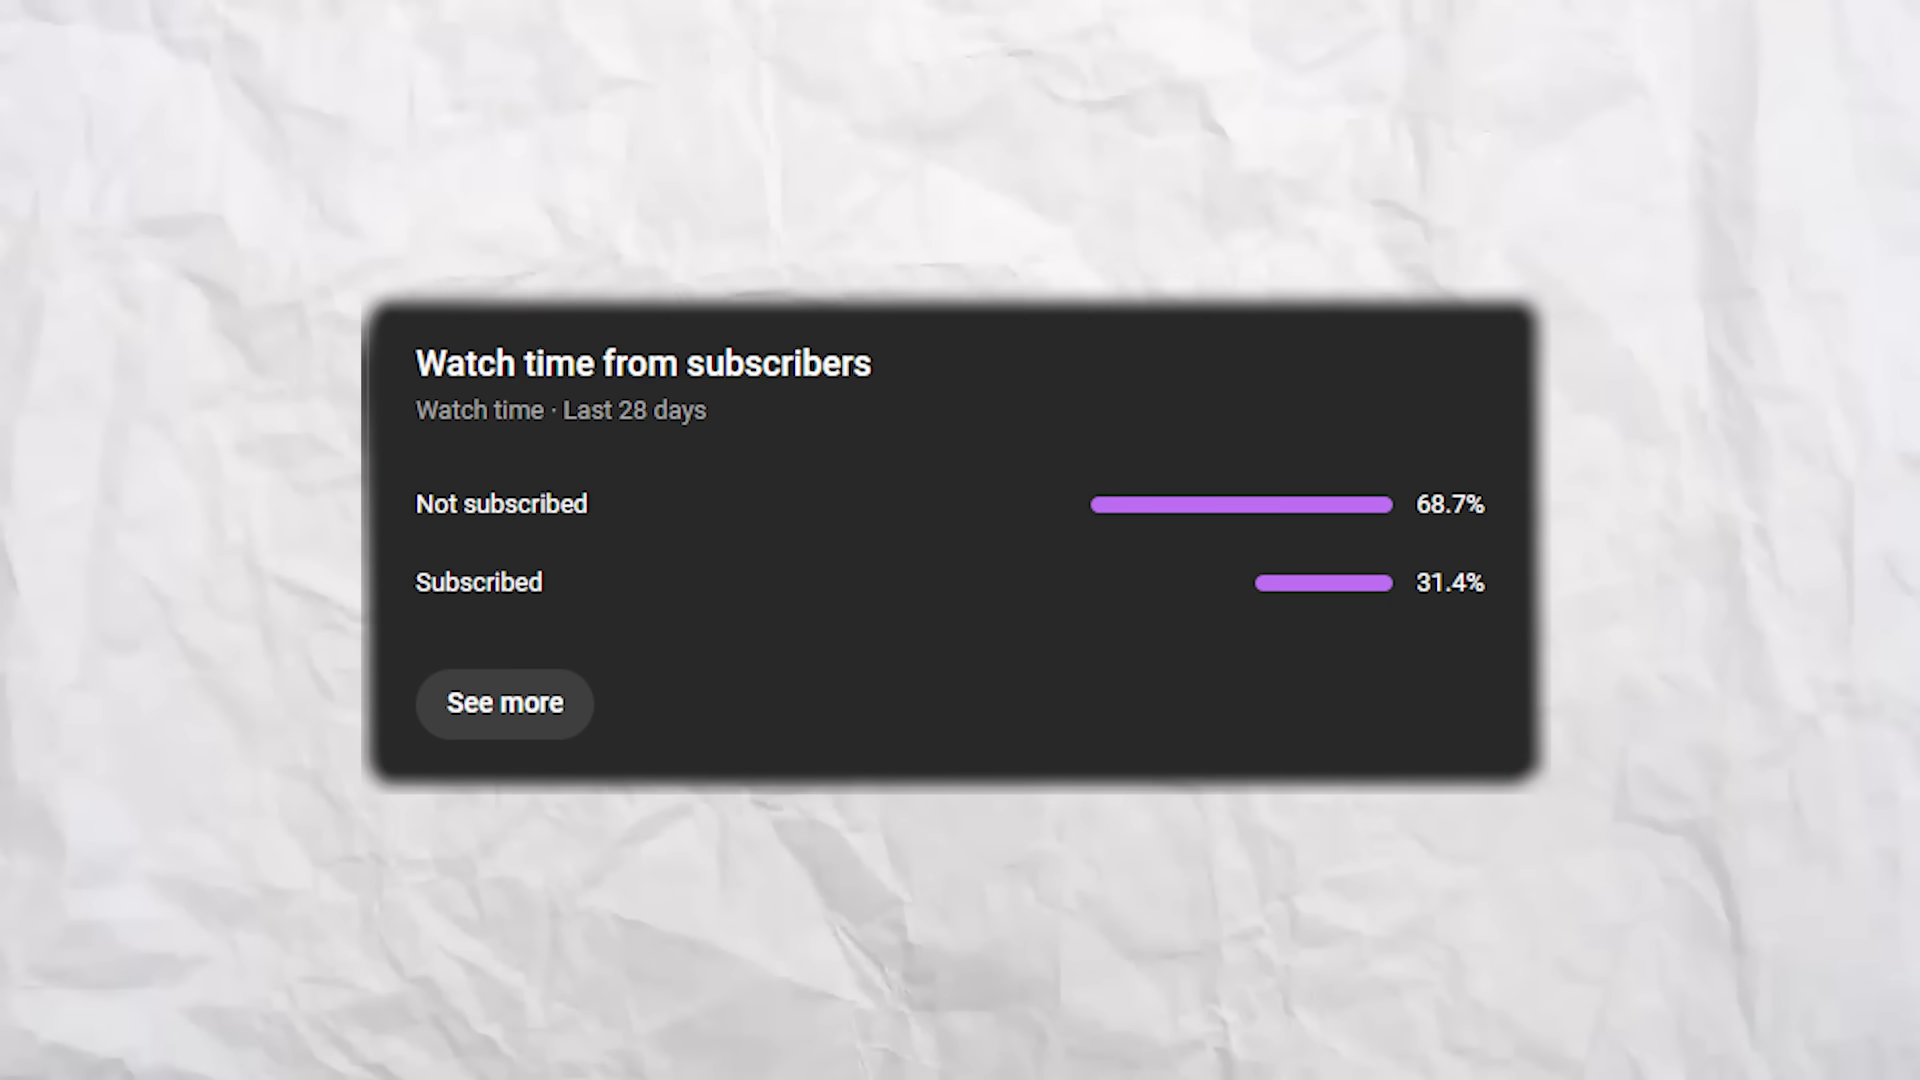 Watch time from subscribers
Watch time · Last 28 days
Not subscribed 68.7%
Subscribed 31.4%
See more